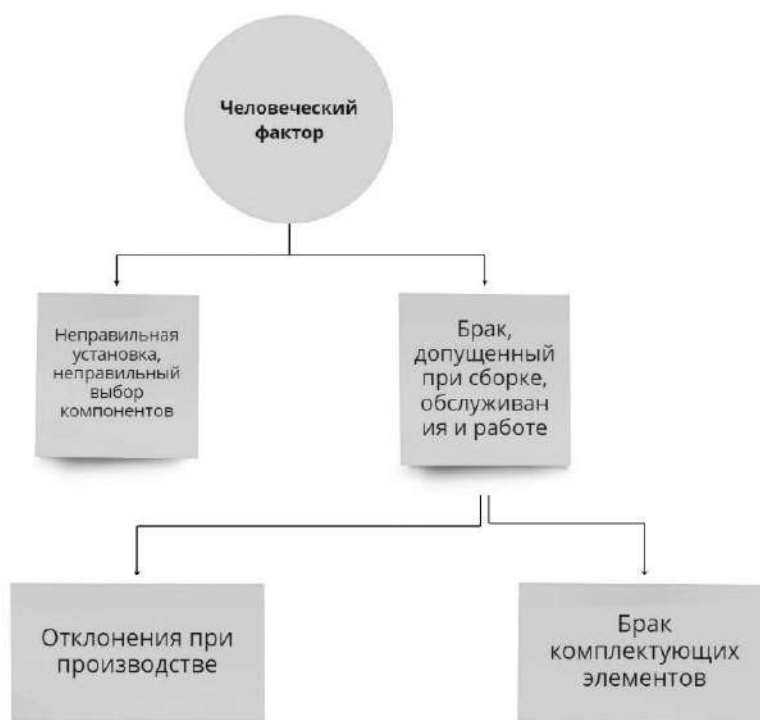 Человеческий
фактор
Неправильная
установка,
неправильный
выбор
компонентов
Брак,
допущенный
при сборке,
обслуживан
ия и работе
Отклонения при
производстве
Брак
комплектующих
элементов